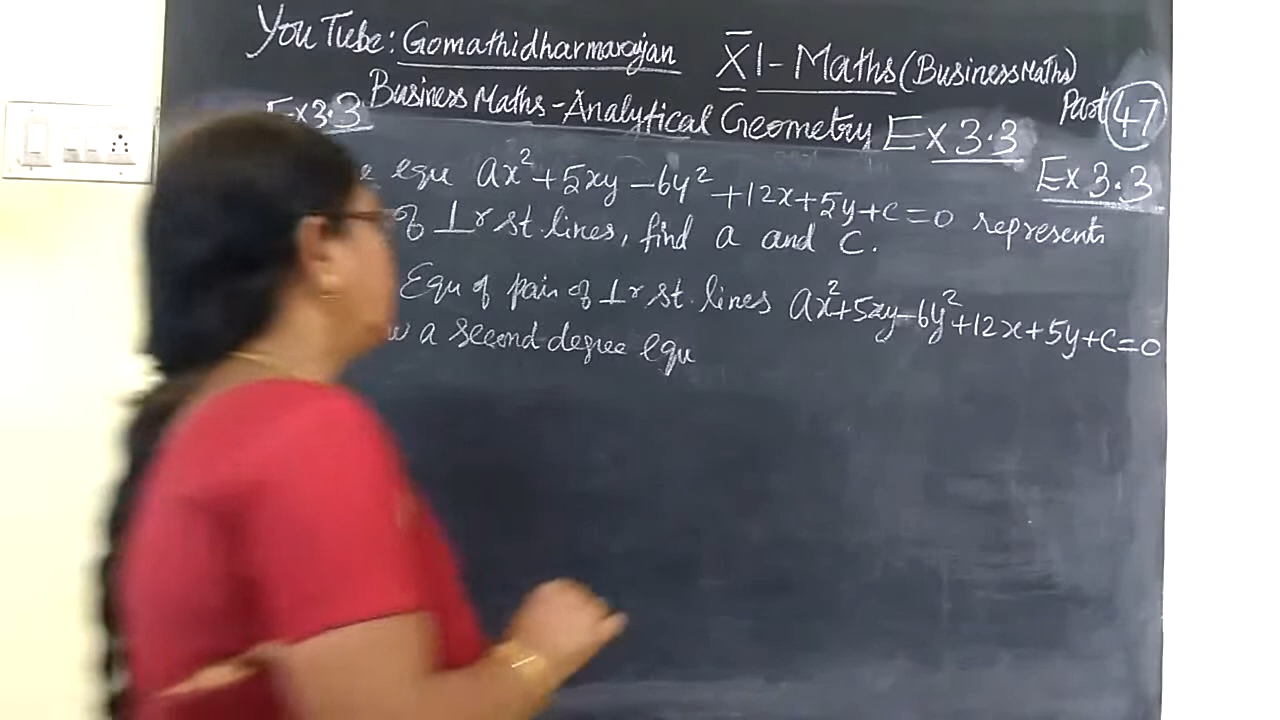 YouTube: Gomathidharmarajan XI - Maths (Business Maths)
Ex 3.3 Business Maths - Analytical Geometry Ex 3.3 Part 47
Ex 3.3
equ ax² + 5xy - 6y² + 12x + 5y + c = 0 represents
of ⊥r st. lines, find a and c.
Equ of pair of ⊥r st. lines ax² + 5xy - 6y² + 12x + 5y + c = 0
a second degree equ